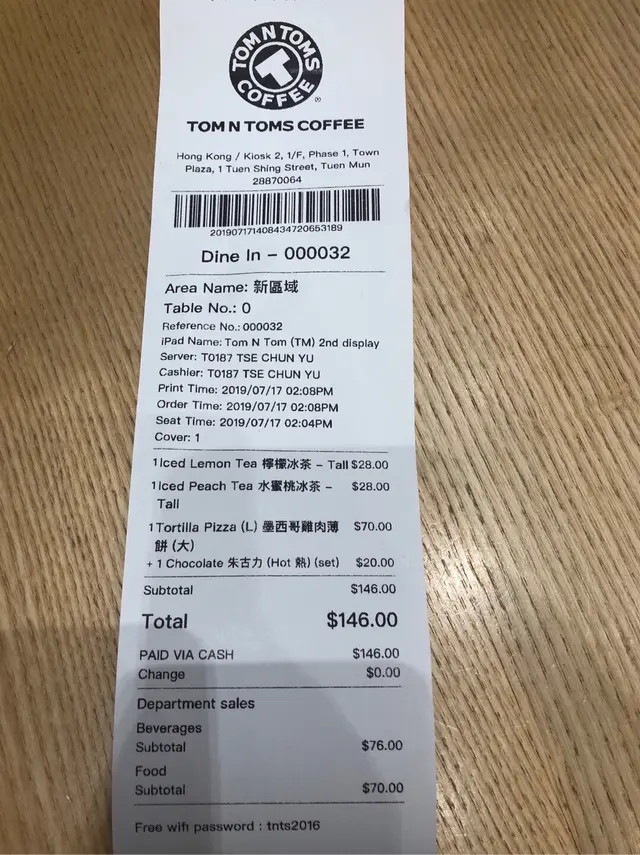 TOM N TOMS
COFFEE
®
TOM N TOMS COFFEE
Hong Kong / Kiosk 2, 1/F, Phase 1, Town
Plaza, 1 Tuen Shing Street, Tuen Mun
28870064
201907171408434720653189
Dine In - 000032
Area Name: 新區域
Table No.: 0
Reference No.: 000032
iPad Name: Tom N Tom (TM) 2nd display
Server: T0187 TSE CHUN YU
Cashier: T0187 TSE CHUN YU
Print Time: 2019/07/17 02:08PM
Order Time: 2019/07/17 02:08PM
Seat Time: 2019/07/17 02:04PM
Cover: 1
1 Iced Lemon Tea 檸檬冰茶 - Tall $28.00
1 Iced Peach Tea 水蜜桃冰茶 - $28.00
Tall
1 Tortilla Pizza (L) 墨西哥雞肉薄 $70.00
餅 (大)
+ 1 Chocolate 朱古力 (Hot 熱) (set) $20.00
Subtotal $146.00
Total $146.00
PAID VIA CASH $146.00
Change $0.00
Department sales
Beverages
Subtotal $76.00
Food
Subtotal $70.00
Free wifi password : tnts2016